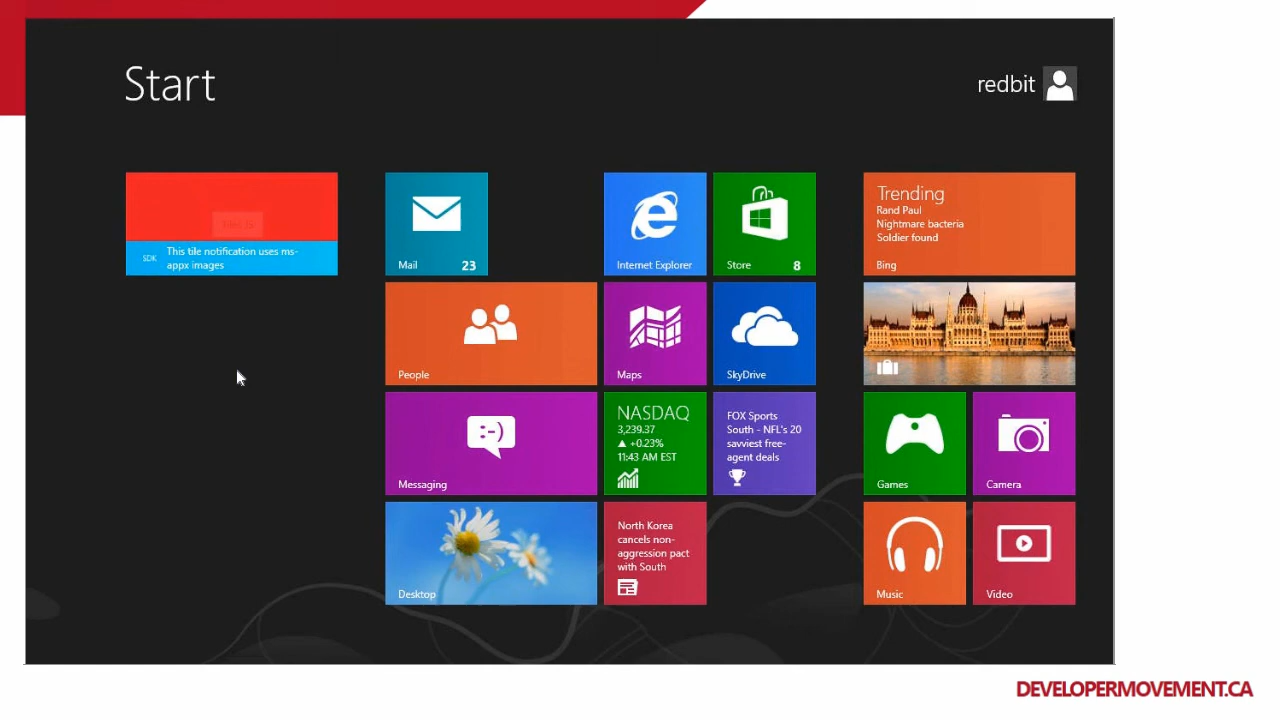 Start
redbit
SDK
This tile notification uses ms-
appx images
Mail
23
Internet Explorer
Store
8
Trending
Rand Paul
Nightmare bacteria
Soldier found
Bing
People
Maps
SkyDrive
Messaging
:-)
NASDAQ
3,239.37
▲ +0.23%
11:43 AM EST
FOX Sports
South - NFL's 20
savviest free-
agent deals
Games
Camera
Desktop
North Korea
cancels non-
aggression pact
with South
Music
Video
DEVELOPERMOVEMENT.CA